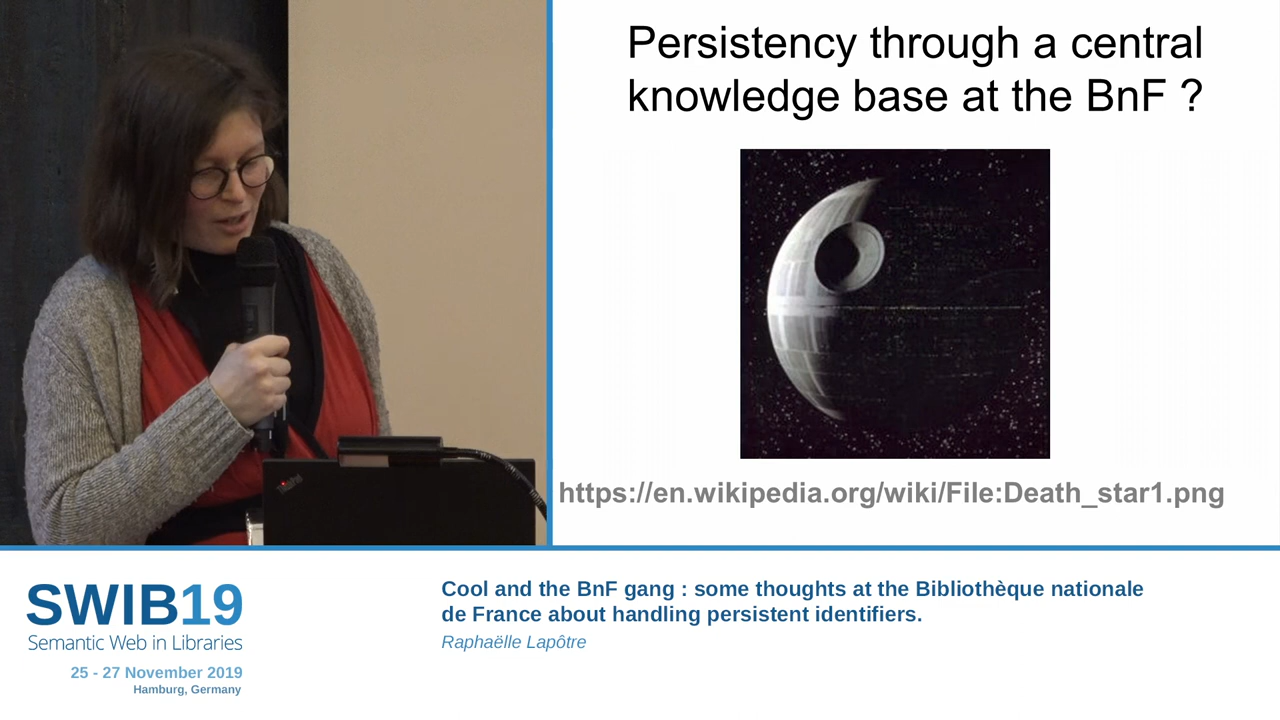 Persistency through a central
knowledge base at the BnF ?
https://en.wikipedia.org/wiki/File:Death_star1.png
ThinkPad
SWIB19
Semantic Web in Libraries
25 - 27 November 2019
Hamburg, Germany
Cool and the BnF gang : some thoughts at the Bibliothèque nationale
de France about handling persistent identifiers.
Raphaëlle Lapôtre